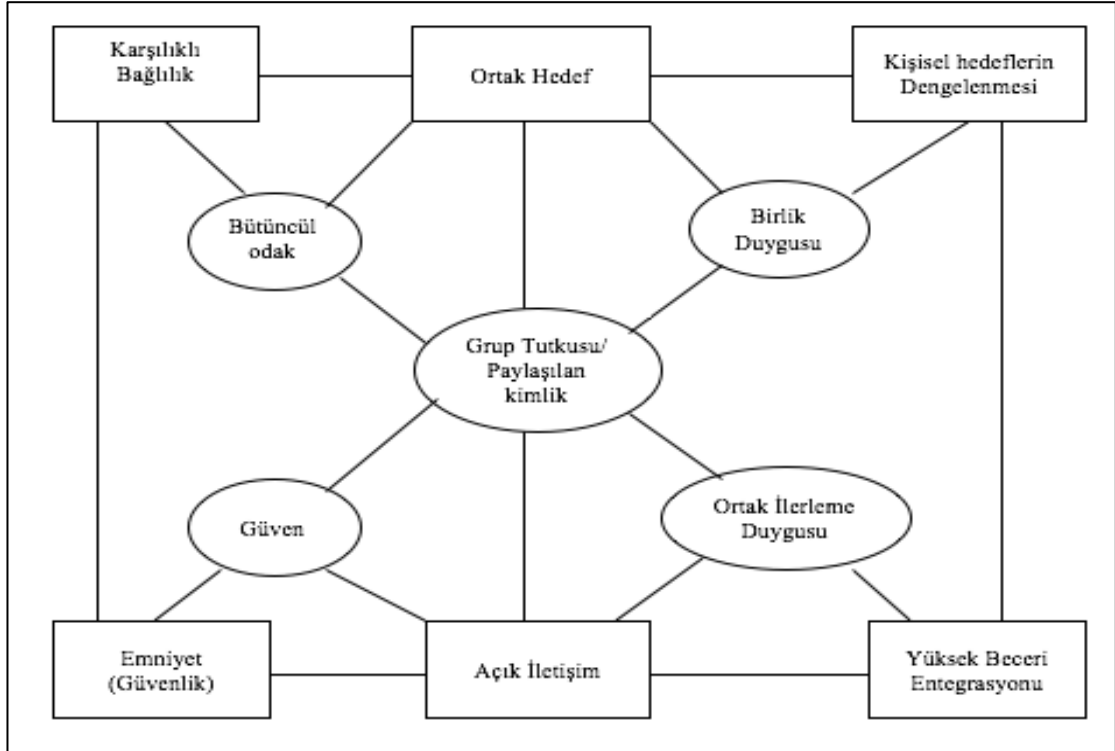 Karşılıklı
Bağlılık
Ortak Hedef
Kişisel hedeflerin
Dengelenmesi
Bütüncül
odak
Birlik
Duygusu
Grup Tutkusu/
Paylaşılan
kimlik
Güven
Ortak İlerleme
Duygusu
Emniyet
(Güvenlik)
Açık İletişim
Yüksek Beceri
Entegrasyonu